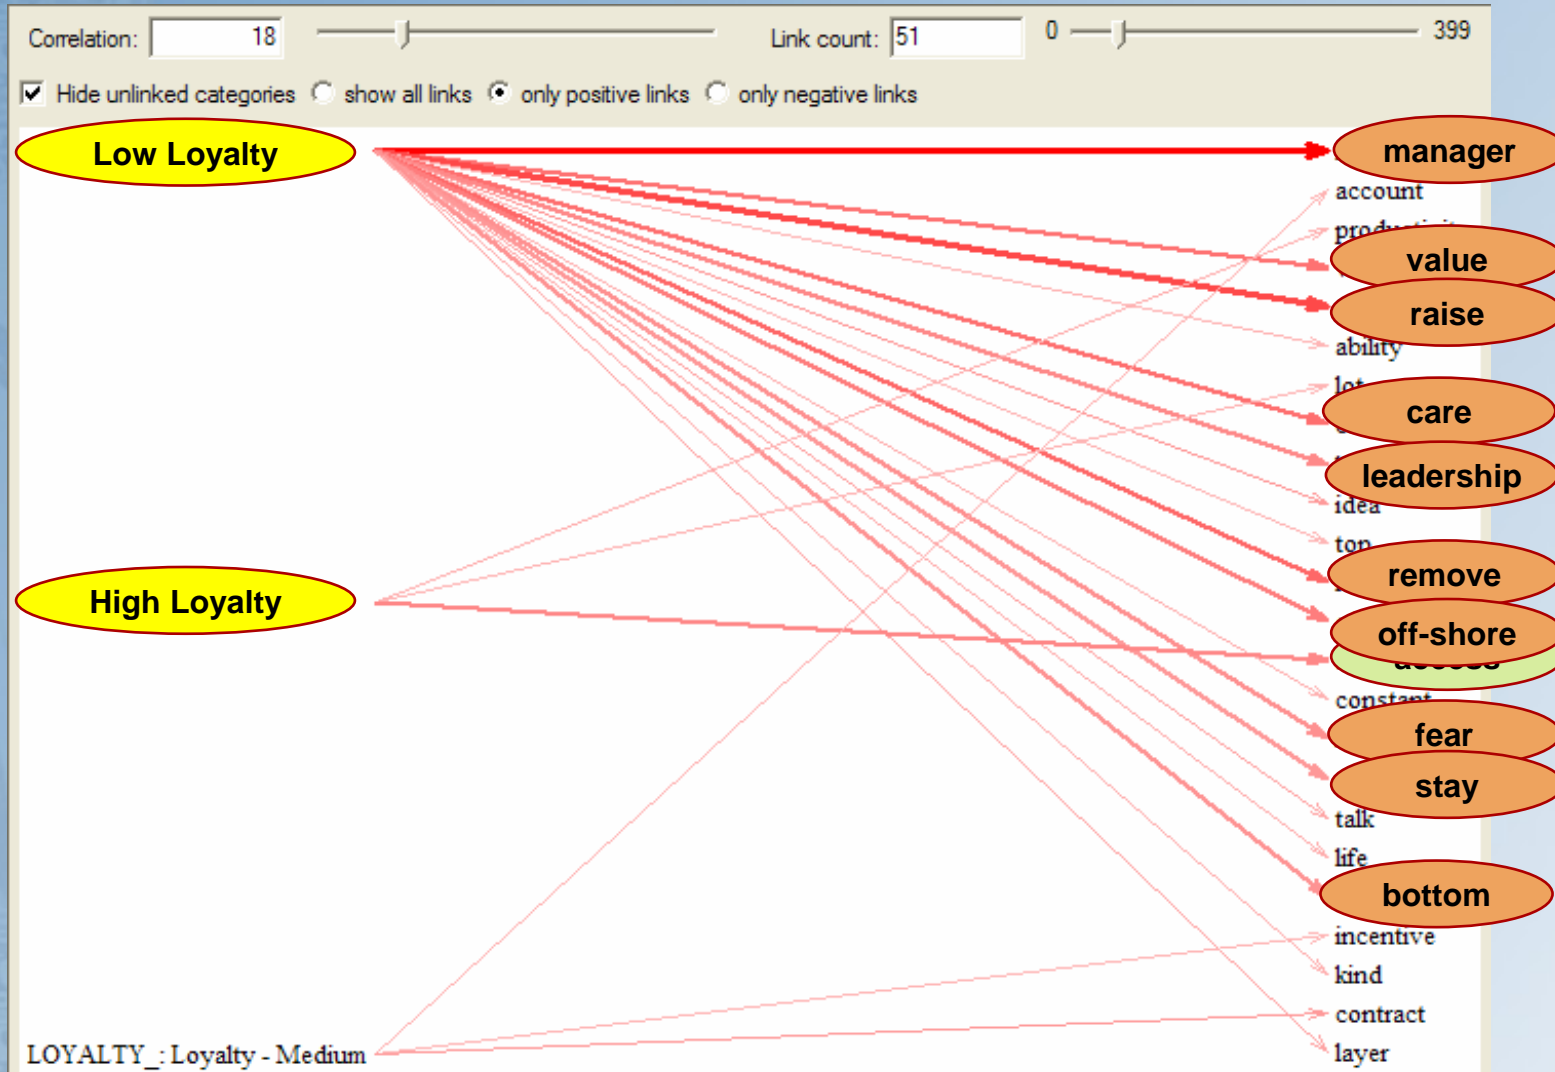 Correlation: 18 Link count: 51 0 399
Hide unlinked categories show all links only positive links only negative links
Low Loyalty
manager
account
productivity
value
raise
ability
lot
care
leadership
idea
top
High Loyalty
remove
off-shore
access
constant
fear
stay
talk
life
bottom
incentive
kind
contract
LOYALTY_: Loyalty - Medium
layer